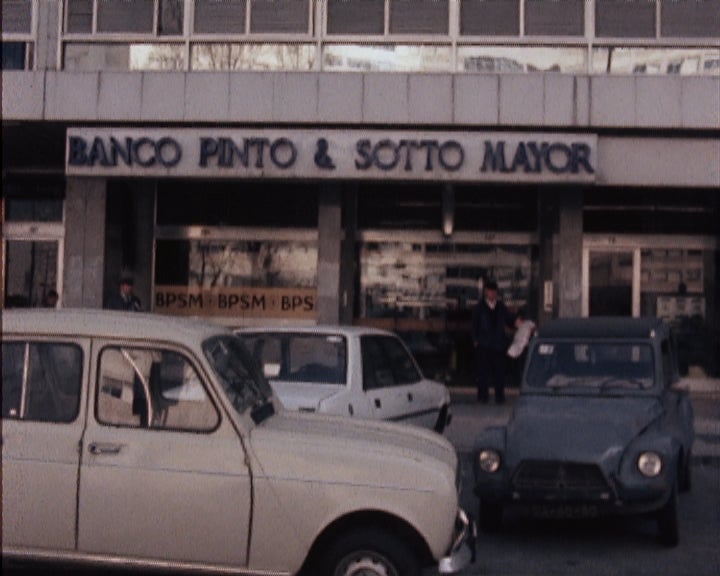 BANCO PINTO & SOTTO MAYOR
BPSM · BPSM · BPS